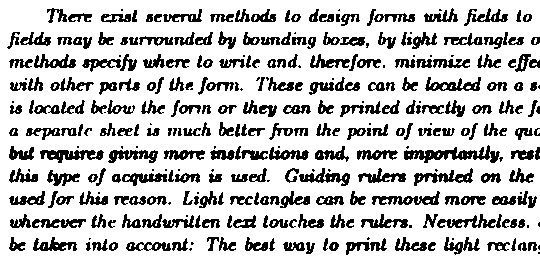 There exist several methods to design forms with fields to
fields may be surrounded by bounding boxes, by light rectangles o
methods specify where to write and, therefore, minimize the effe
with other parts of the form. These guides can be located on a s
is located below the form or they can be printed directly on the f
a separate sheet is much better from the point of view of the qu
but requires giving more instructions and, more importantly, rest
this type of acquisition is used. Guiding rulers printed on the
used for this reason. Light rectangles can be removed more easily
whenever the handwritten text touches the rulers. Nevertheless,
be taken into account: The best way to print these light rectang